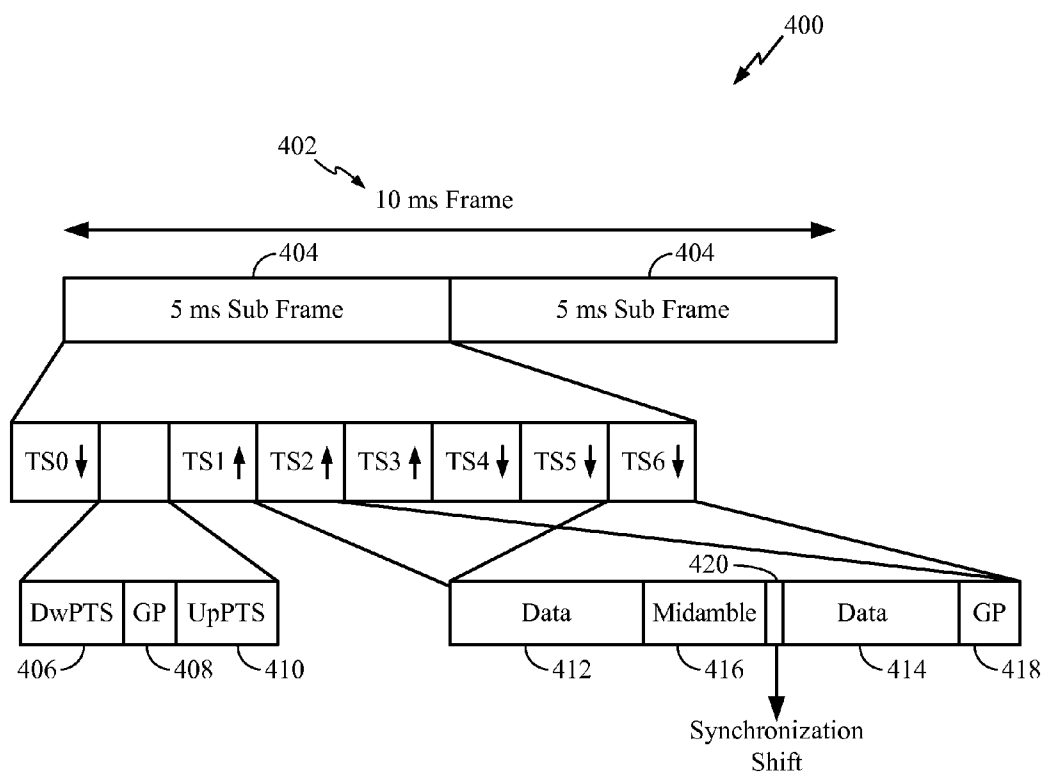 400
402
10 ms Frame
404
404
5 ms Sub Frame
5 ms Sub Frame
TS0
TS1
TS2
TS3
TS4
TS5
TS6
420
DwPTS
GP
UpPTS
Data
Midamble
Data
GP
406
408
410
412
416
414
418
Synchronization
Shift